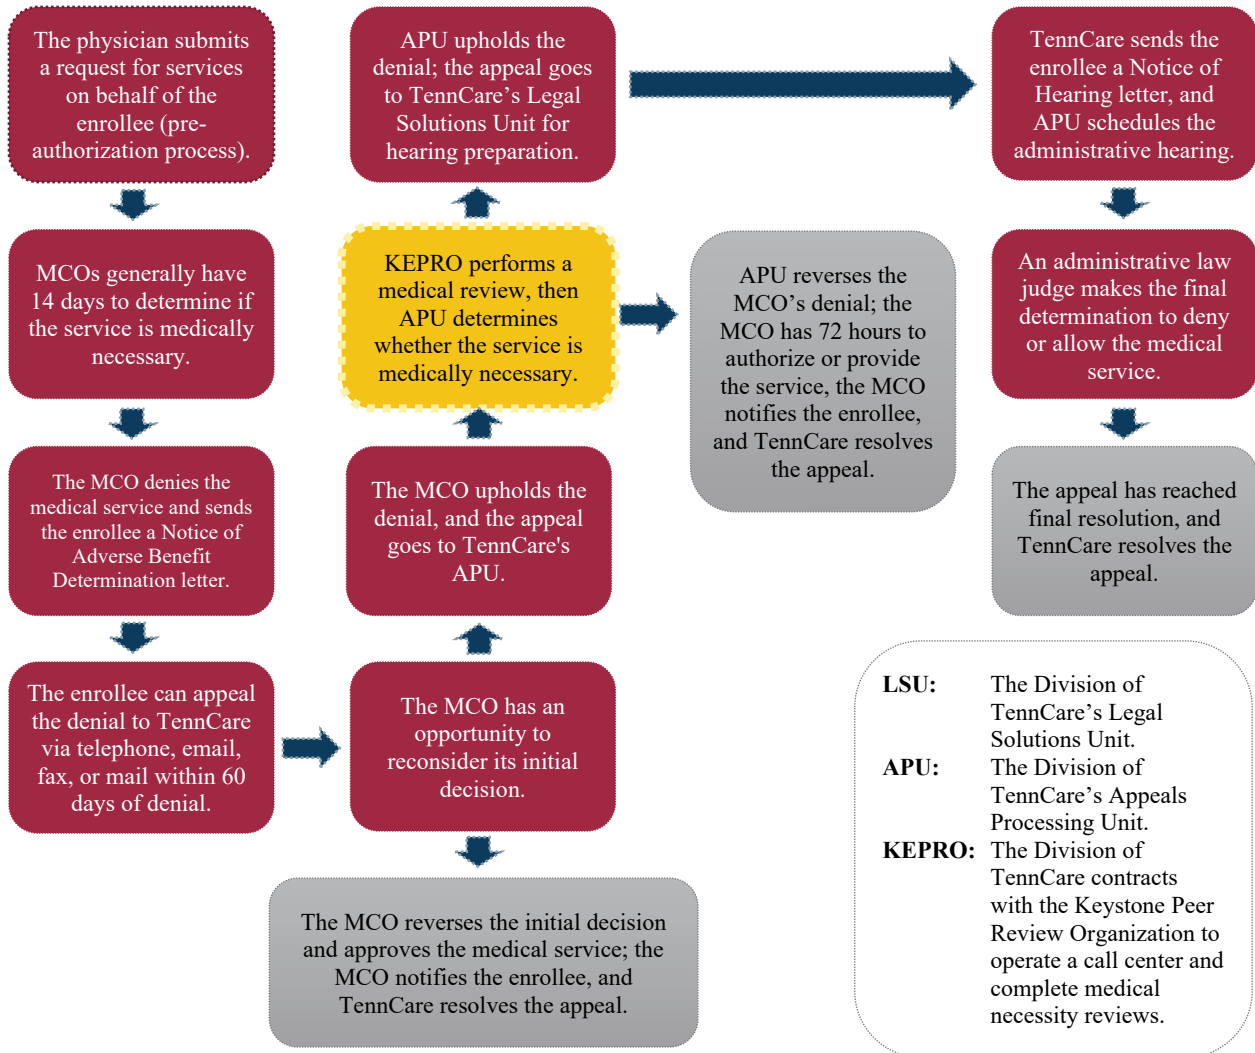 The physician submits
a request for services
on behalf of the
enrollee (pre-
authorization process).
MCOs generally have
14 days to determine if
the service is medically
necessary.
The MCO denies the
medical service and sends
the enrollee a Notice of
Adverse Benefit
Determination letter.
The enrollee can appeal
the denial to TennCare
via telephone, email,
fax, or mail within 60
days of denial.
The MCO has an
opportunity to
reconsider its initial
decision.
The MCO reverses the initial decision
and approves the medical service; the
MCO notifies the enrollee, and
TennCare resolves the appeal.
The MCO upholds the
denial, and the appeal
goes to TennCare's
APU.
KEPRO performs a
medical review, then
APU determines
whether the service is
medically necessary.
APU reverses the
MCO’s denial; the
MCO has 72 hours to
authorize or provide
the service, the MCO
notifies the enrollee,
and TennCare resolves
the appeal.
APU upholds the
denial; the appeal goes
to TennCare’s Legal
Solutions Unit for
hearing preparation.
TennCare sends the
enrollee a Notice of
Hearing letter, and
APU schedules the
administrative hearing.
An administrative law
judge makes the final
determination to deny
or allow the medical
service.
The appeal has reached
final resolution, and
TennCare resolves the
appeal.
LSU: The Division of
TennCare’s Legal
Solutions Unit.
APU: The Division of
TennCare’s Appeals
Processing Unit.
KEPRO: The Division of
TennCare contracts
with the Keystone Peer
Review Organization to
operate a call center and
complete medical
necessity reviews.